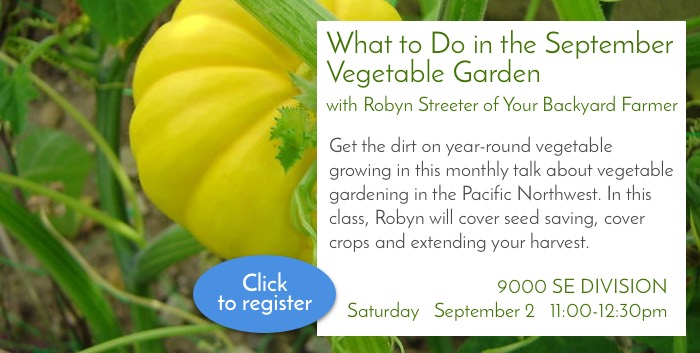 What to Do in the September
Vegetable Garden
with Robyn Streeter of Your Backyard Farmer
Get the dirt on year-round vegetable
growing in this monthly talk about vegetable
gardening in the Pacific Northwest. In this
class, Robyn will cover seed saving, cover
crops and extending your harvest.
9000 SE DIVISION
Saturday September 2 11:00-12:30pm
Click
to register